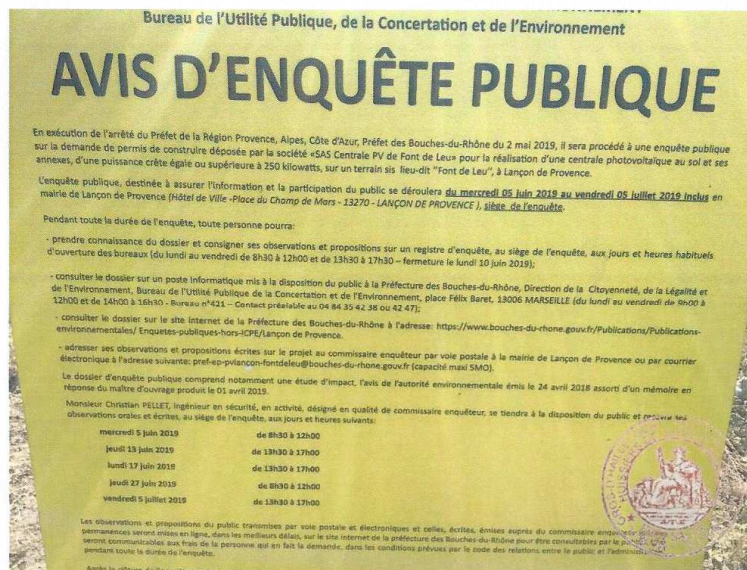 Bureau de l'Utilité Publique, de la Concertation et de l'Environnement
AVIS D'ENQUÊTE PUBLIQUE
En exécution de l'arrêté du Préfet de la Région Provence, Alpes, Côte d'Azur, Préfet des Bouches-du-Rhône du 2 mai 2019, il sera procédé à une enquête publique
sur la demande de permis de construire déposée par la société «SAS Centrale PV de Font de Leu» pour la réalisation d'une centrale photovoltaïque au sol et ses
annexes, d'une puissance crête égale ou supérieure à 250 kilowatts, sur un terrain sis lieu-dit "Font de Leu", à Lançon de Provence.
L'enquête publique, destinée à assurer l'information et la participation du public se déroulera du mercredi 05 juin 2019 au vendredi 05 juillet 2019 inclus en
mairie de Lançon de Provence (Hôtel de Ville -Place du Champ de Mars - 13270 - LANÇON DE PROVENCE ), siège de l'enquête.
Pendant toute la durée de l'enquête, toute personne pourra:
- prendre connaissance du dossier et consigner ses observations et propositions sur un registre d'enquête, au siège de l'enquête, aux jours et heures habituels
d'ouverture des bureaux (du lundi au vendredi de 8h30 à 12h00 et de 13h30 à 17h30 – fermeture le lundi 10 juin 2019);
- consulter le dossier sur un poste informatique mis à la disposition du public à la Préfecture des Bouches-du-Rhône, Direction de la Citoyenneté, de la Légalité et
de l'Environnement, Bureau de l'Utilité Publique de la Concertation et de l'Environnement, place Félix Baret, 13006 MARSEILLE (du lundi au vendredi de 9h00 à
12h00 et de 14h00 à 16h30 - Bureau n°421 – Contact préalable au 04 84 35 42 38 ou 42 47);
- consulter le dossier sur le site internet de la Préfecture des Bouches-du-Rhône à l'adresse: https://www.bouches-du-rhone.gouv.fr/Publications/Publications-
environnementales/ Enquetes-publiques-hors-ICPE/Lançon de Provence.
- adresser ses observations et propositions écrites sur le projet au commissaire enquêteur par voie postale à la mairie de Lançon de Provence ou par courrier
électronique à l'adresse suivante: pref-ep-pvlancon-fontdeleu@bouches-du-rhone.gouv.fr (capacité maxi 5MO).
Le dossier d'enquête publique comprend notamment une étude d'impact, l'avis de l'autorité environnementale émis le 24 avril 2018 assorti d'un mémoire en
réponse du maître d'ouvrage produit le 01 avril 2019.
Monsieur Christian PELLET, Ingénieur en sécurité, en activité, désigné en qualité de commissaire enquêteur, se tiendra à la disposition du public et recevra ses
observations orales et écrites, au siège de l'enquête, aux jours et heures suivants:
mercredi 5 juin 2019 de 8h30 à 12h00
jeudi 13 juin 2019 de 13h30 à 17h00
lundi 17 juin 2019 de 13h30 à 17h00
jeudi 27 juin 2019 de 8h30 à 12h00
vendredi 5 juillet 2019 de 13h30 à 17h00
Les observations et propositions du public transmises par voie postale et électroniques et celles, écrites, émises auprès du commissaire enquêteur
permanences seront mises en ligne, dans les meilleurs délais, sur le site internet de la préfecture des Bouches-du-Rhône pour être consultables par le
seront communicables aux frais de la personne qui en fait la demande, dans les conditions prévues par le code des relations entre le public et
pendant toute la durée de l'enquête.